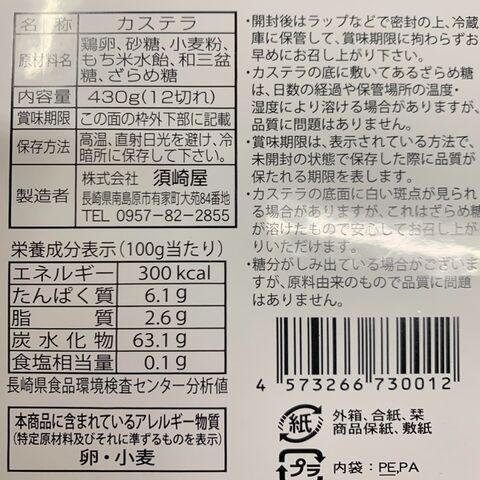 名称 カステラ
原材料名 鶏卵、砂糖、小麦粉、
もち米水飴、和三盆
糖、ざらめ糖
内容量 430g(12切れ)
賞味期限 この面の枠外下部に記載
保存方法 高温、直射日光を避け、冷
暗所に保存して下さい。
製造者 株式会社 須崎屋
長崎県南島原市有家町大苑84番地
TEL 0957-82-2855
栄養成分表示(100g当たり)
エネルギー 300kcal
たんぱく質 6.1g
脂質 2.6g
炭水化物 63.1g
食塩相当量 0.1g
長崎県食品環境検査センター分析値
本商品に含まれているアレルギー物質
(特定原材料及びそれに準ずるものを表示)
卵・小麦
・開封後はラップなどで密封の上、冷蔵
庫に保管して、賞味期限に拘わらずお
早めにお召し上がり下さい。
・カステラの底に敷いてあるざらめ糖
は、日数の経過や保管場所の温度・
湿度により溶ける場合がありますが、
品質に問題はありません。
・賞味期限は、表示されている方法で、
未開封の状態で保存した際に品質が
保たれる期限を表します。
・カステラの底面に白い斑点が見られ
る場合がありますが、これはざらめ糖
が溶けたもので安心してお召し上が
りいただけます。
・糖分がしみ出ている場合がございま
すが、原料由来のもので品質に問題
はありません。
4 573266 730012
紙 外箱、合紙、栞
商品保紙、敷紙
プラ 内袋:PE,PA